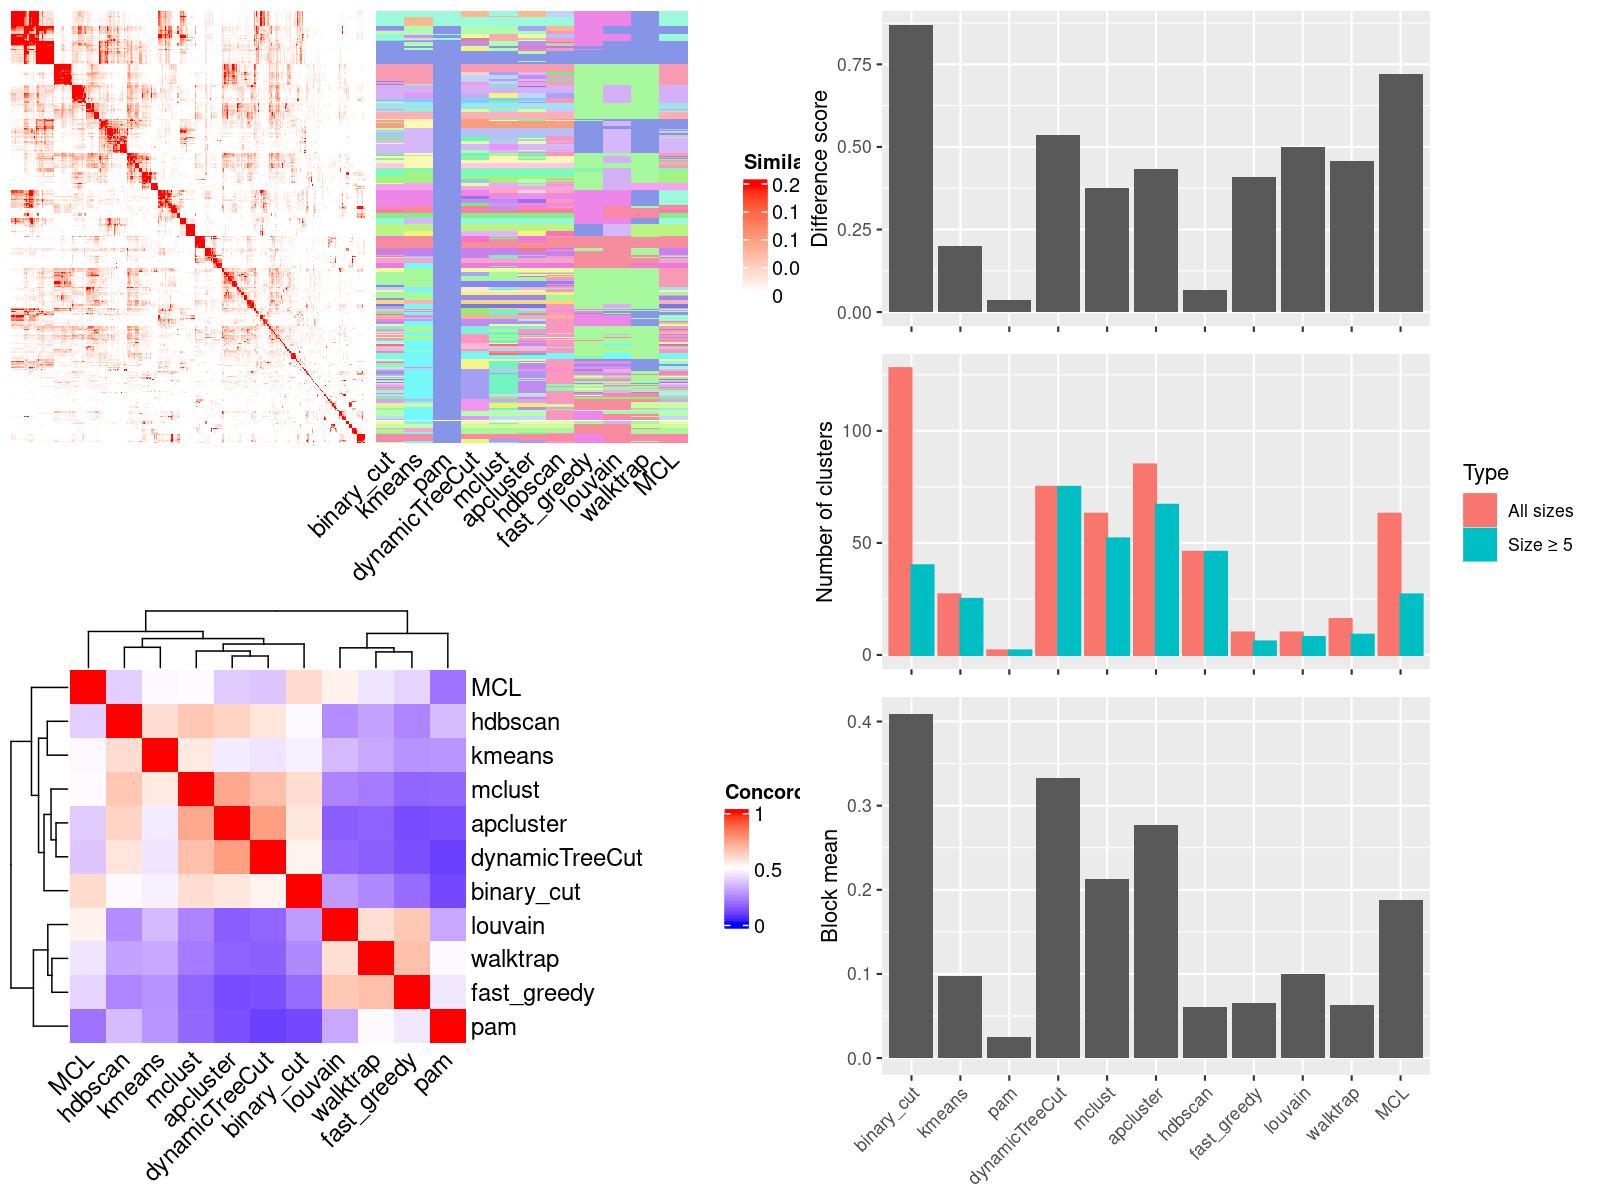 Simila
0.2
0.1
0.1
0.0
0
binary_cut
kmeans
pam
dynamicTreeCut
mclust
apcluster
hdbscan
fast_greedy
louvain
walktrap
MCL
Difference score
0.75
0.50
0.25
0.00
Number of clusters
100
50
0
Type
All sizes
Size ≥ 5
MCL
hdbscan
kmeans
mclust
apcluster
dynamicTreeCut
binary_cut
louvain
walktrap
fast_greedy
pam
MCL
hdbscan
kmeans
mclust
apcluster
dynamicTreeCut
binary_cut
louvain
walktrap
fast_greedy
pam
Concord
1
0.5
0
Block mean
0.4
0.3
0.2
0.1
0.0
binary_cut
kmeans
pam
dynamicTreeCut
mclust
apcluster
hdbscan
fast_greedy
louvain
walktrap
MCL